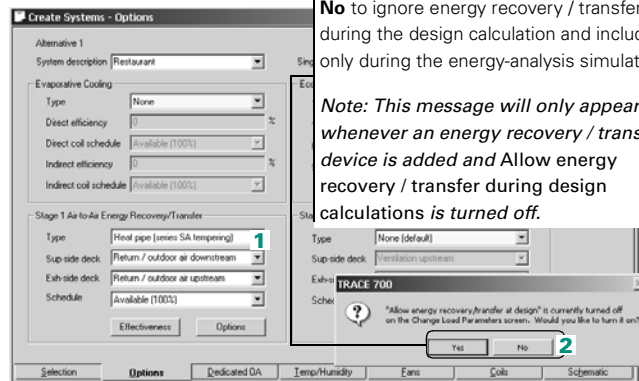 Create Systems - Options
Alternative 1
System description Restaurant
Evaporative Cooling
Type None
Direct efficiency 0 %
Direct coil schedule Available (100%)
Indirect efficiency 0 %
Indirect coil schedule Available (100%)
Stage 1 Air-to-Air Energy Recovery/Transfer
Type Heat pipe (series SA tempering) 1
Sup-side deck Return / outdoor air downstream
Exh-side deck Return / outdoor air upstream
Schedule Available (100%)
Effectiveness Options
No to ignore energy recovery / transfer
during the design calculation and
only during the energy-analysis
Note: This message will only appear
whenever an energy recovery /
device is added and Allow energy
recovery / transfer during design
calculations is turned off.
Type None (default)
Sup-side deck Ventilation upstream
TRACE 700
"Allow energy recovery/transfer at design" is currently turned off
on the Change Load Parameters screen. Would you like to turn it on?
Yes No 2
Selection Options Dedicated OA Temp/Humidity Fans Coils Schematic